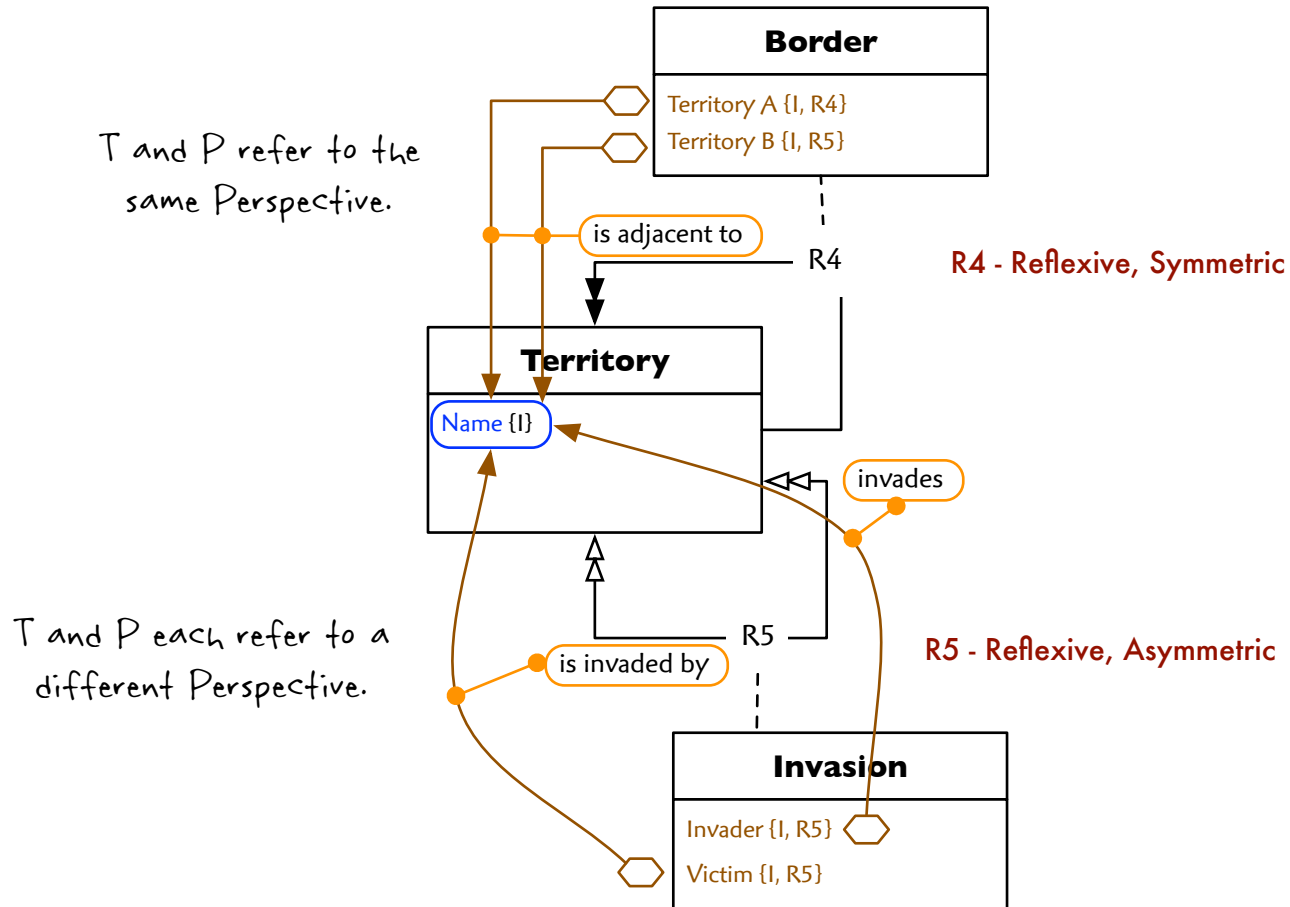 Border
Territory A {I, R4}
Territory B {I, R5}
T and P refer to the
same Perspective.
is adjacent to
R4
R4 - Reflexive, Symmetric
Territory
Name {I}
invades
T and P each refer to a
different Perspective.
R5
is invaded by
R5 - Reflexive, Asymmetric
Invasion
Invader {I, R5}
Victim {I, R5}